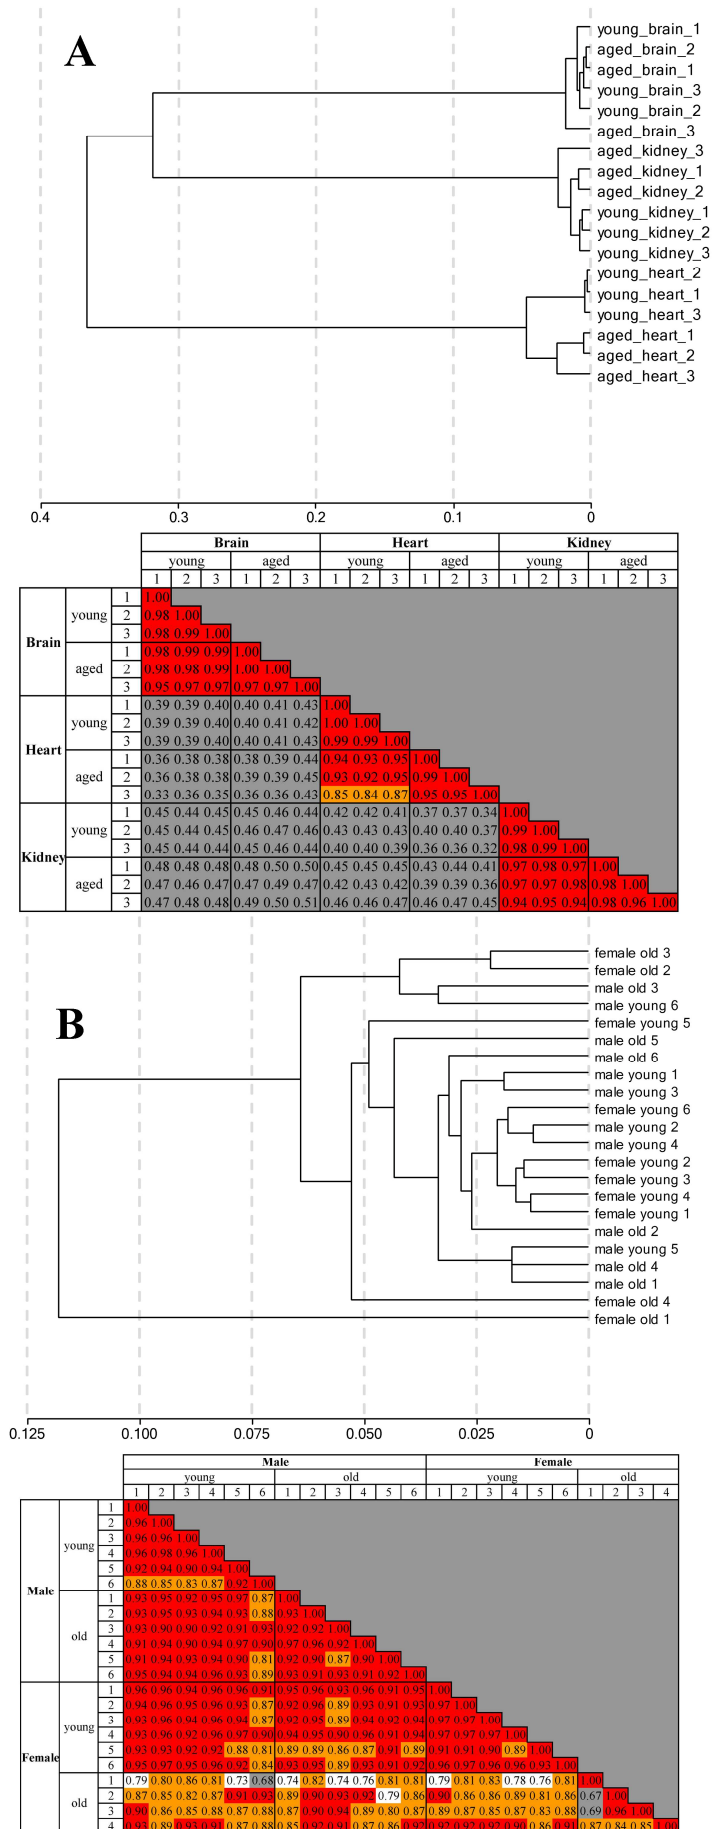 A
young_brain_1
aged_brain_2
aged_brain_1
young_brain_3
young_brain_2
aged_brain_3
aged_kidney_3
aged_kidney_1
aged_kidney_2
young_kidney_1
young_kidney_2
young_kidney_3
young_heart_2
young_heart_1
young_heart_3
aged_heart_1
aged_heart_2
aged_heart_3
0.4 0.3 0.2 0.1 0
Brain Heart Kidney
young aged young aged young aged
1 2 3 1 2 3 1 2 3 1 2 3 1 2 3 1 2 3
Brain young 1 1.00
2 0.98 1.00
3 0.98 0.99 1.00
aged 1 0.98 0.99 0.99 1.00
2 0.98 0.98 0.99 1.00 1.00
3 0.95 0.97 0.97 0.97 0.97 1.00
Heart young 1 0.39 0.39 0.40 0.40 0.41 0.43 1.00
2 0.39 0.39 0.40 0.40 0.41 0.42 1.00 1.00
3 0.39 0.39 0.40 0.40 0.41 0.43 0.99 0.99 1.00
aged 1 0.36 0.38 0.38 0.38 0.39 0.44 0.94 0.93 0.95 1.00
2 0.36 0.38 0.38 0.39 0.39 0.45 0.93 0.92 0.95 0.99 1.00
3 0.33 0.36 0.35 0.36 0.36 0.43 0.85 0.84 0.87 0.95 0.95 1.00
Kidney young 1 0.45 0.44 0.45 0.45 0.46 0.44 0.42 0.42 0.41 0.37 0.37 0.34 1.00
2 0.45 0.44 0.45 0.46 0.47 0.46 0.43 0.43 0.43 0.40 0.40 0.37 0.99 1.00
3 0.45 0.44 0.44 0.45 0.46 0.45 0.40 0.40 0.39 0.36 0.36 0.32 0.98 0.99 1.00
aged 1 0.48 0.48 0.48 0.48 0.50 0.50 0.45 0.45 0.45 0.43 0.44 0.41 0.97 0.98 0.97 1.00
2 0.47 0.46 0.47 0.47 0.49 0.47 0.42 0.43 0.42 0.39 0.39 0.36 0.97 0.97 0.98 0.98 1.00
3 0.47 0.48 0.48 0.49 0.50 0.51 0.46 0.46 0.47 0.46 0.47 0.45 0.94 0.95 0.94 0.98 0.96 1.00
B
female old 3
female old 2
male old 3
male young 6
female young 5
male old 5
male old 6
male young 1
male young 3
female young 6
male young 2
male young 4
female young 2
female young 3
female young 4
female young 1
male old 2
male young 5
male old 4
male old 1
female old 4
female old 1
0.125 0.100 0.075 0.050 0.025 0
Male Female
young old young old
1 2 3 4 5 6 1 2 3 4 5 6 1 2 3 4 5 6 1 2 3 4
Male young 1 1.00
2 0.96 1.00
3 0.96 0.96 1.00
4 0.96 0.98 0.96 1.00
5 0.92 0.94 0.90 0.94 1.00
6 0.88 0.85 0.83 0.87 0.92 1.00
old 1 0.93 0.95 0.92 0.95 0.97 0.87 1.00
2 0.93 0.95 0.93 0.94 0.93 0.88 0.93 1.00
3 0.93 0.90 0.90 0.92 0.91 0.93 0.92 0.92 1.00
4 0.91 0.94 0.90 0.94 0.97 0.90 0.97 0.96 0.92 1.00
5 0.91 0.94 0.93 0.94 0.90 0.81 0.92 0.92 0.87 0.90 1.00
6 0.95 0.94 0.94 0.96 0.93 0.89 0.93 0.91 0.93 0.91 0.92 1.00
Female young 1 0.96 0.96 0.94 0.96 0.96 0.91 0.95 0.96 0.93 0.96 0.91 0.95 1.00
2 0.94 0.96 0.95 0.96 0.93 0.87 0.92 0.96 0.89 0.93 0.91 0.93 0.97 1.00
3 0.93 0.96 0.94 0.96 0.94 0.87 0.92 0.95 0.89 0.94 0.92 0.94 0.97 0.97 1.00
4 0.93 0.96 0.92 0.96 0.97 0.90 0.94 0.95 0.90 0.96 0.91 0.94 0.97 0.97 0.97 1.00
5 0.93 0.93 0.92 0.92 0.88 0.81 0.89 0.89 0.86 0.87 0.91 0.89 0.91 0.91 0.90 0.89 1.00
6 0.95 0.97 0.95 0.96 0.92 0.84 0.93 0.95 0.89 0.93 0.92 0.92 0.96 0.97 0.96 0.96 0.93 1.00
old 1 0.79 0.80 0.86 0.81 0.73 0.68 0.74 0.82 0.74 0.76 0.81 0.81 0.79 0.81 0.83 0.78 0.76 0.81 1.00
2 0.87 0.85 0.82 0.87 0.91 0.93 0.89 0.90 0.93 0.92 0.79 0.86 0.90 0.86 0.86 0.89 0.81 0.86 0.67 1.00
3 0.90 0.86 0.85 0.88 0.87 0.88 0.87 0.90 0.94 0.89 0.80 0.87 0.89 0.87 0.85 0.87 0.83 0.88 0.69 0.96 1.00
4 0.93 0.89 0.93 0.91 0.87 0.88 0.85 0.92 0.94 0.87 0.86 0.92 0.92 0.92 0.92 0.90 0.86 0.91 0.87 0.84 0.85 1.00